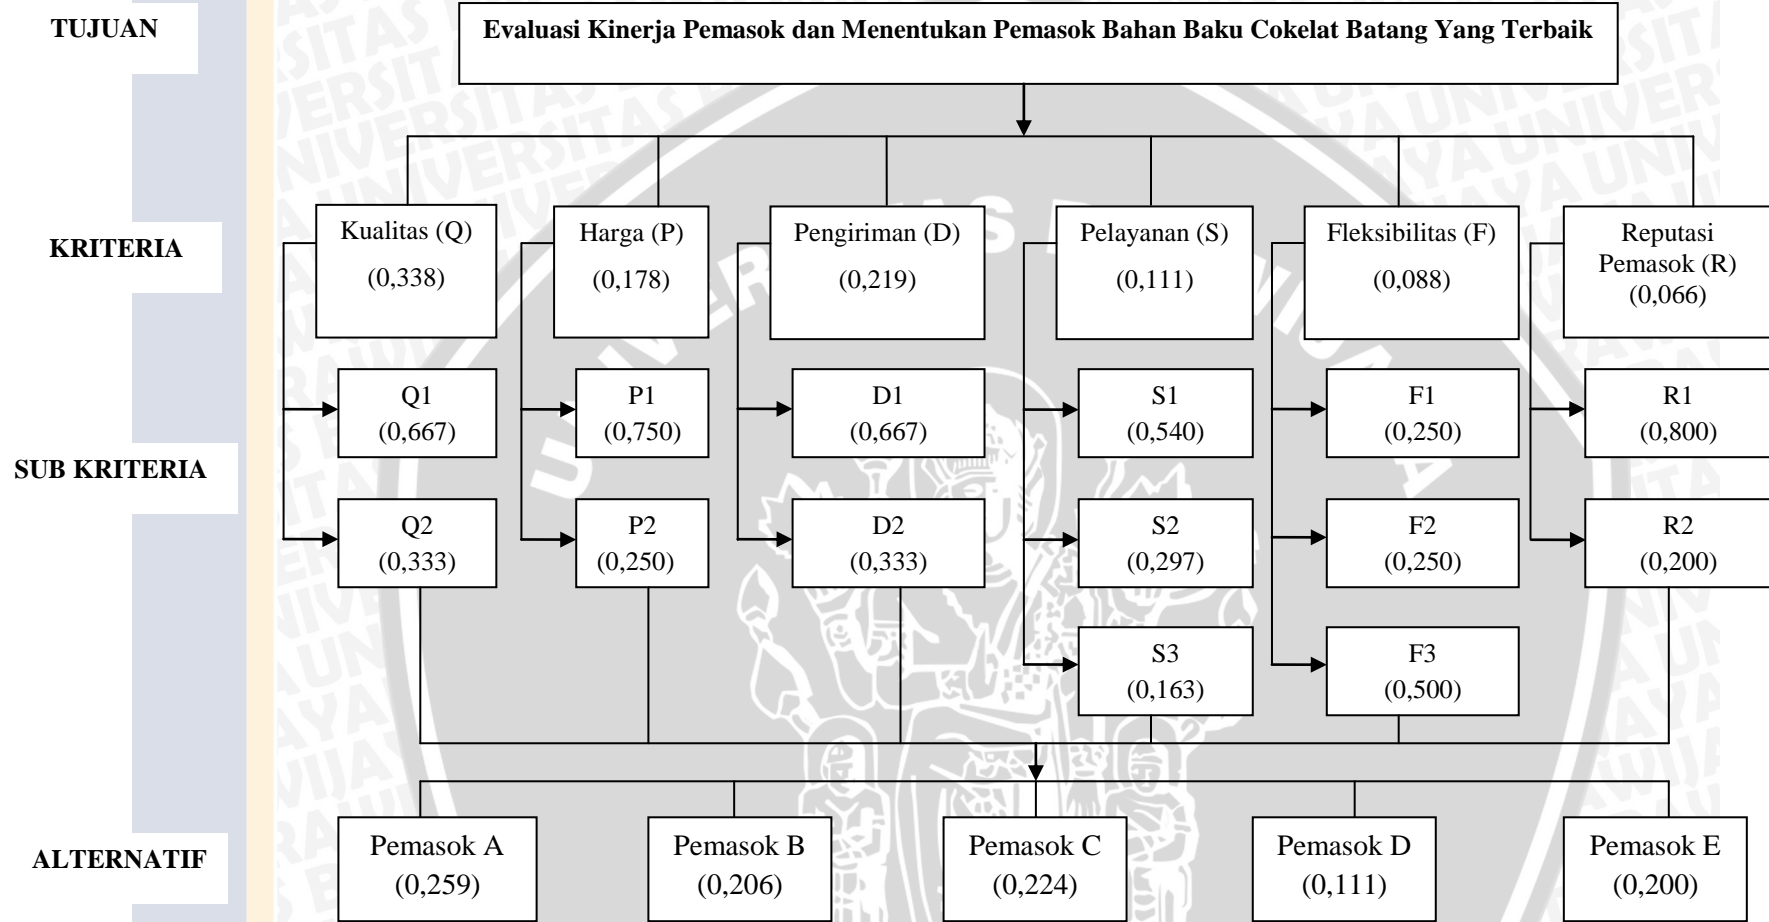 TUJUAN
Evaluasi Kinerja Pemasok dan Menentukan Pemasok Bahan Baku Cokelat Batang Yang Terbaik
KRITERIA
Kualitas (Q)
(0,338)
Harga (P)
(0,178)
Pengiriman (D)
(0,219)
Pelayanan (S)
(0,111)
Fleksibilitas (F)
(0,088)
Reputasi
Pemasok (R)
(0,066)
SUB KRITERIA
Q1
(0,667)
P1
(0,750)
D1
(0,667)
S1
(0,540)
F1
(0,250)
R1
(0,800)
Q2
(0,333)
P2
(0,250)
D2
(0,333)
S2
(0,297)
F2
(0,250)
R2
(0,200)
S3
(0,163)
F3
(0,500)
ALTERNATIF
Pemasok A
(0,259)
Pemasok B
(0,206)
Pemasok C
(0,224)
Pemasok D
(0,111)
Pemasok E
(0,200)